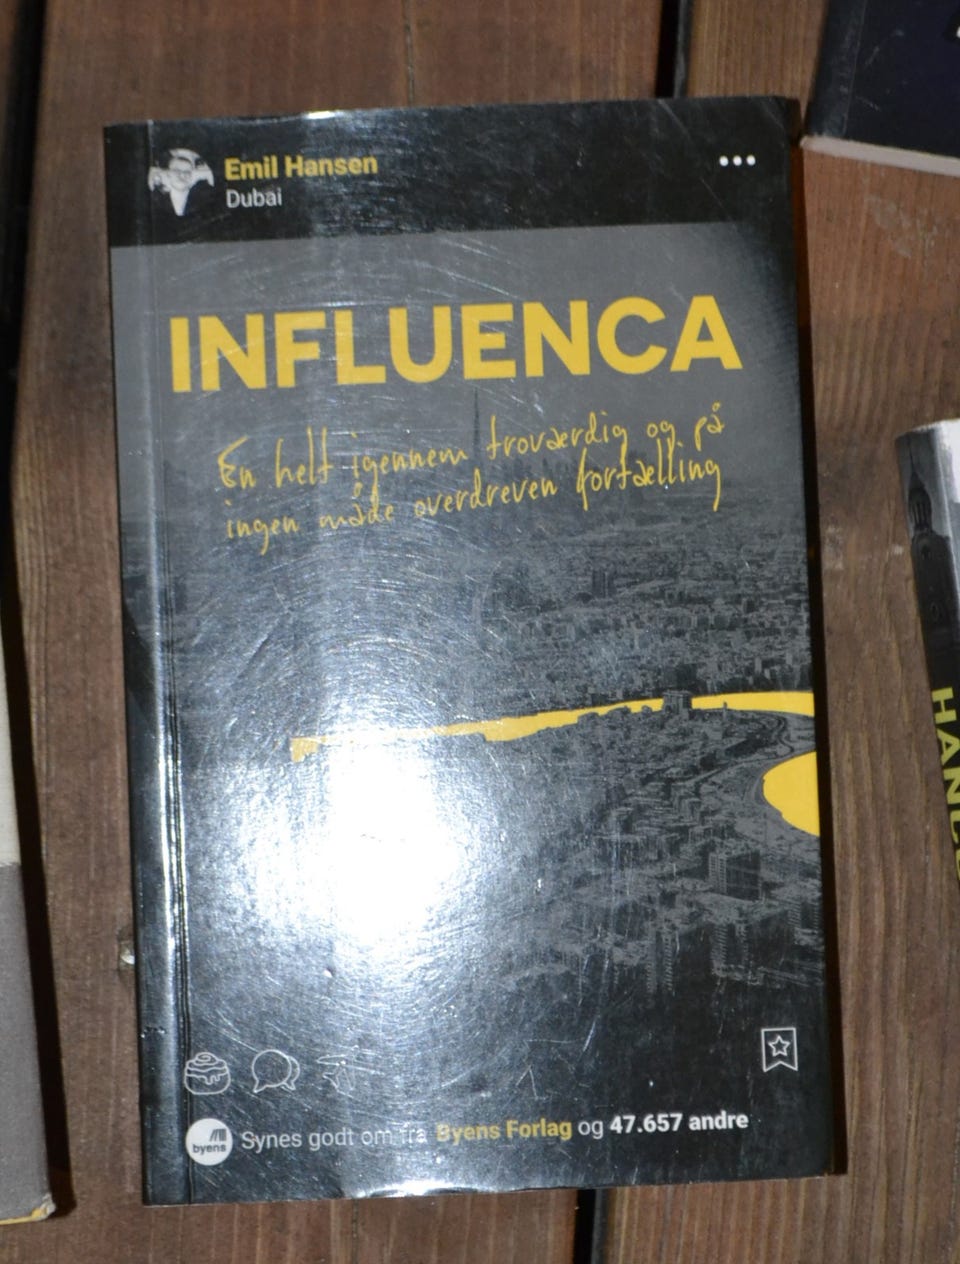 Emil Hansen
Dubai
INFLUENCA
En helt igennem troværdig og på
ingen måde overdreven fortælling
byens
Synes godt om fra Byens Forlag og 47.657 andre